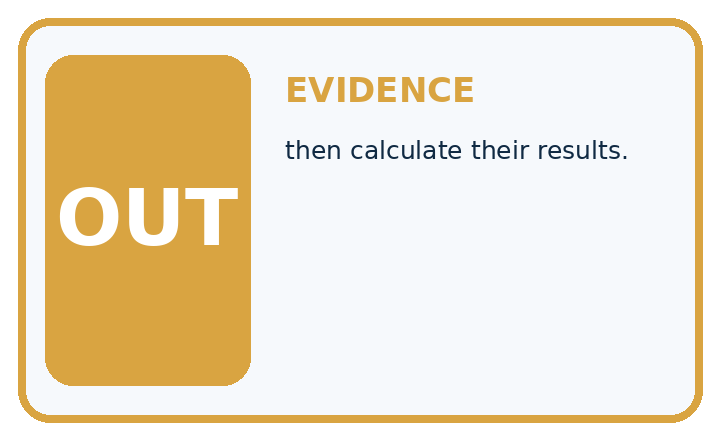 OUT
EVIDENCE
then calculate their results.